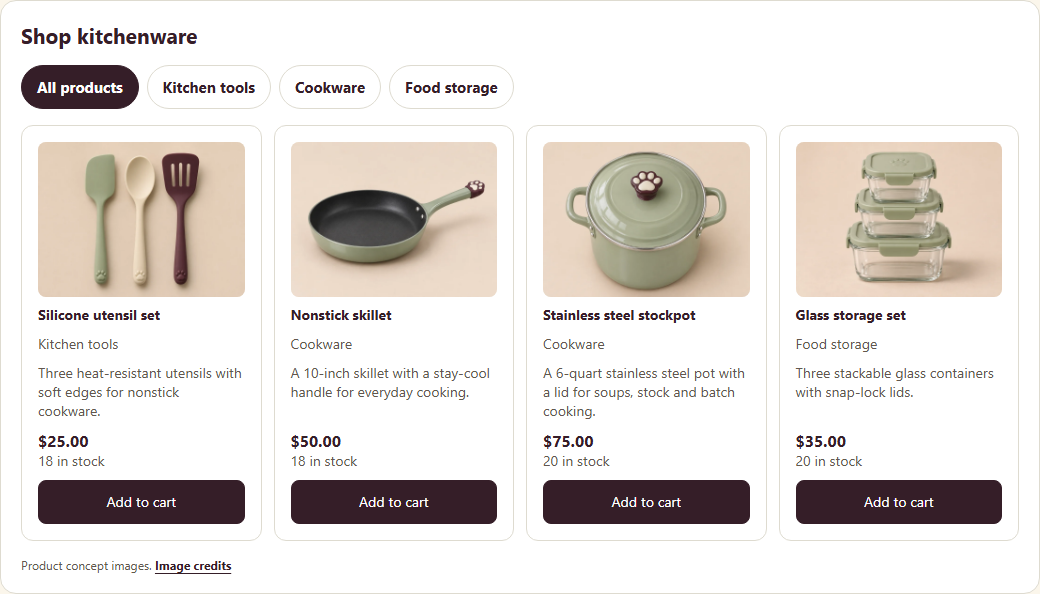 Shop kitchenware
All products
Kitchen tools
Cookware
Food storage
Silicone utensil set
Kitchen tools
Three heat-resistant utensils with
soft edges for nonstick
cookware.
$25.00
18 in stock
Add to cart
Nonstick skillet
Cookware
A 10-inch skillet with a stay-cool
handle for everyday cooking.
$50.00
18 in stock
Add to cart
Stainless steel stockpot
Cookware
A 6-quart stainless steel pot with
a lid for soups, stock and batch
cooking.
$75.00
20 in stock
Add to cart
Glass storage set
Food storage
Three stackable glass containers
with snap-lock lids.
$35.00
20 in stock
Add to cart
Product concept images. Image credits